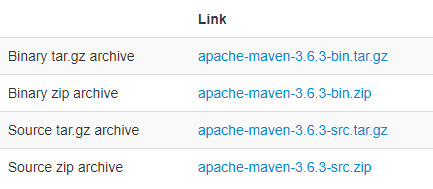 Link
Binary tar.gz archive apache-maven-3.6.3-bin.tar.gz
Binary zip archive apache-maven-3.6.3-bin.zip
Source tar.gz archive apache-maven-3.6.3-src.tar.gz
Source zip archive apache-maven-3.6.3-src.zip